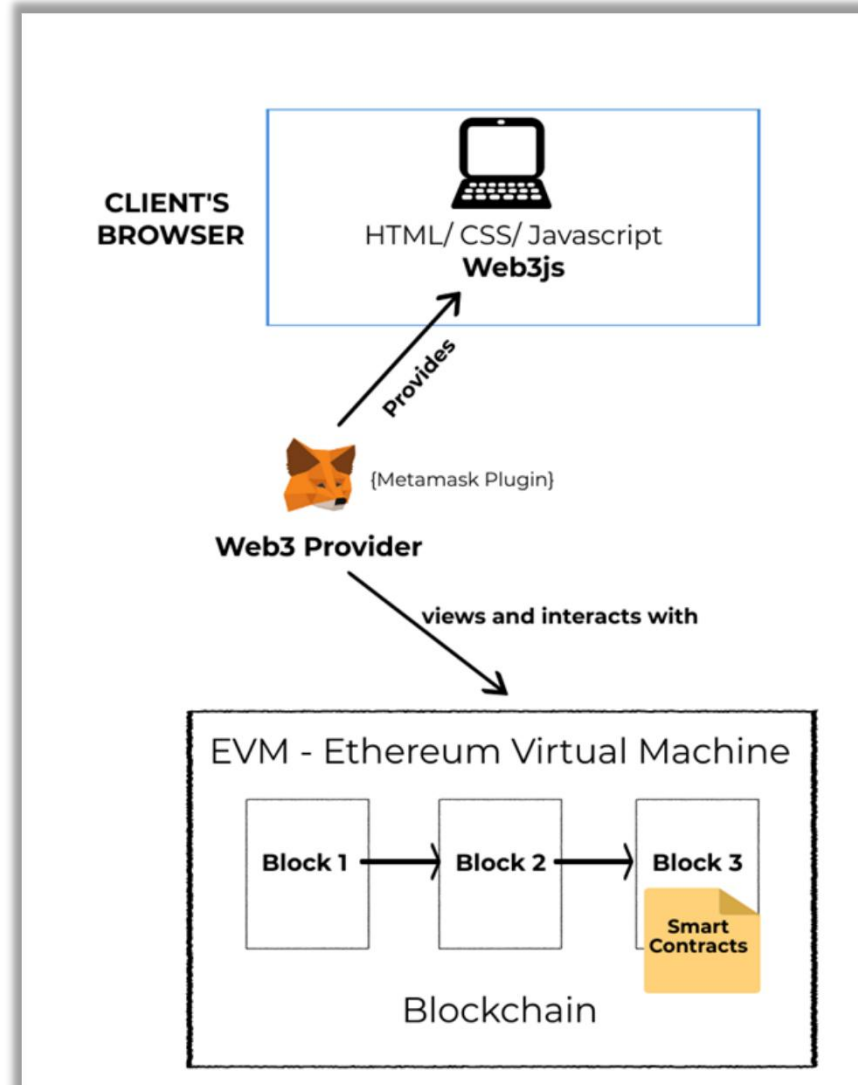 CLIENT'S
BROWSER
HTML/ CSS/ Javascript
Web3js
Provides
{Metamask Plugin}
Web3 Provider
views and interacts with
EVM - Ethereum Virtual Machine
Block 1
Block 2
Block 3
Smart
Contracts
Blockchain